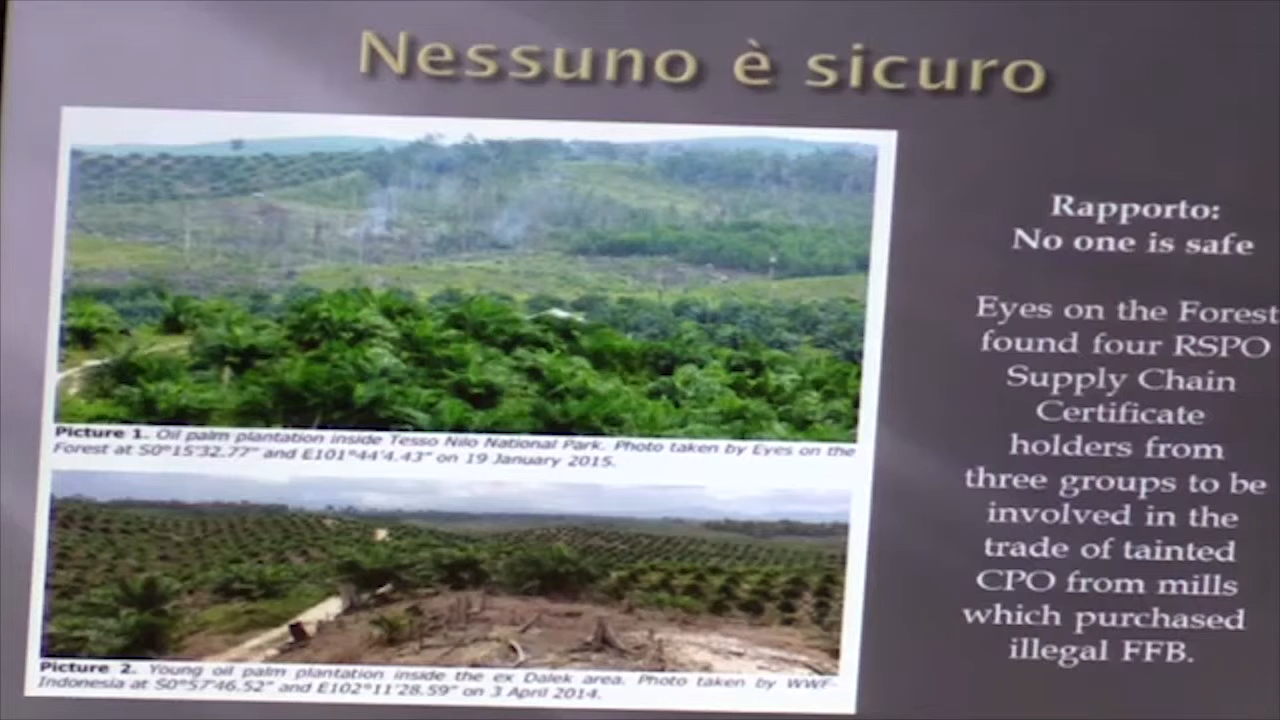 Nessuno è sicuro
Picture 1. Oil palm plantation inside Tesso Nilo National Park. Photo taken by Eyes on the
Forest at S0°15'32.77" and E101°44'4.43" on 19 January 2015.
Picture 2. Young oil palm plantation inside the ex Dalek area. Photo taken by WWF-
Indonesia at S0°57'46.52" and E102°11'28.59" on 3 April 2014.
Rapporto:
No one is safe
Eyes on the Forest
found four RSPO
Supply Chain
Certificate
holders from
three groups to be
involved in the
trade of tainted
CPO from mills
which purchased
illegal FFB.